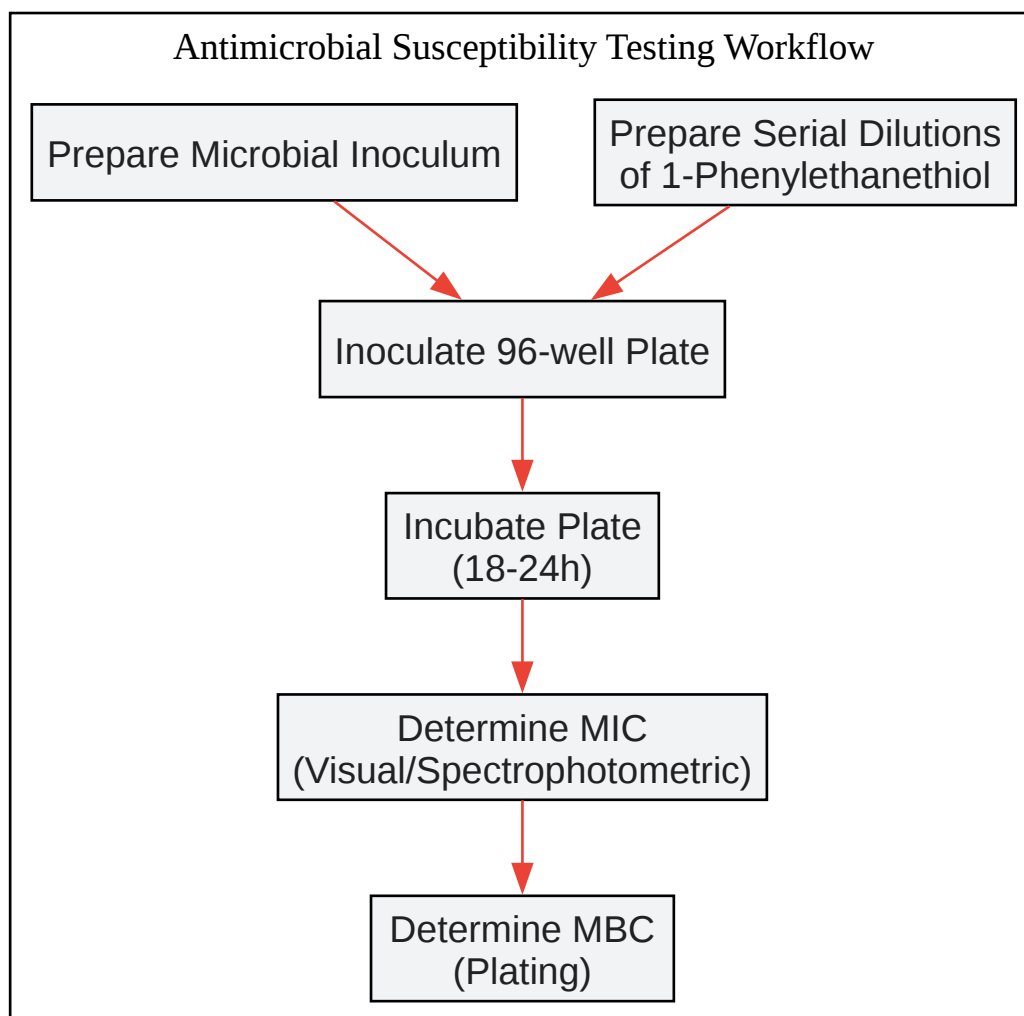 Antimicrobial Susceptibility Testing Workflow
Prepare Microbial Inoculum
Prepare Serial Dilutions
of 1-Phenylethanethiol
Inoculate 96-well Plate
Incubate Plate
(18-24h)
Determine MIC
(Visual/Spectrophotometric)
Determine MBC
(Plating)